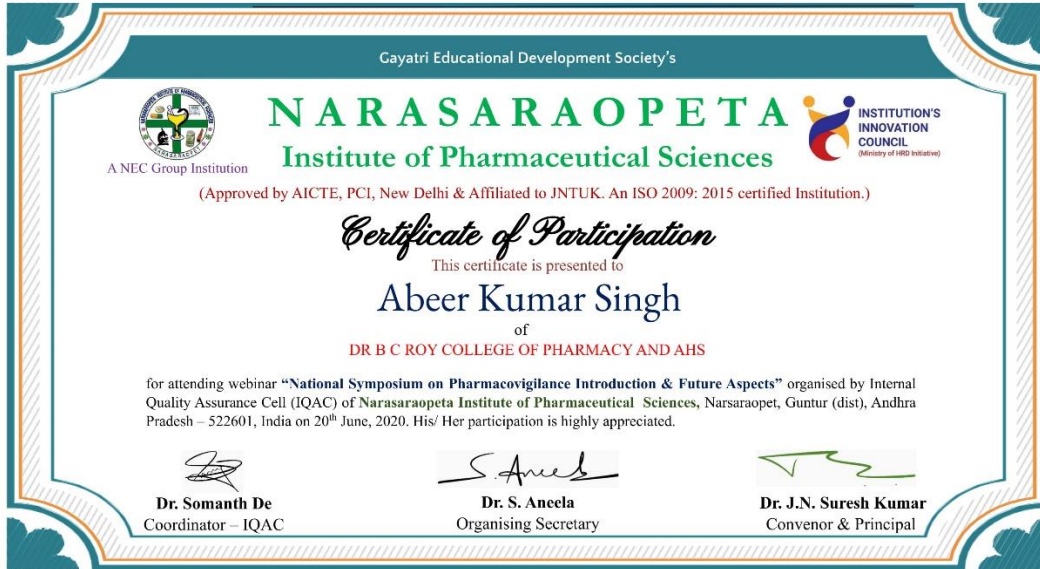 Gayatri Educational Development Society's
NARASARAOPETA
Institute of Pharmaceutical Sciences
A NEC Group Institution
INSTITUTION'S
INNOVATION
COUNCIL
(Ministry of HRD Initiative)
(Approved by AICTE, PCI, New Delhi & Affiliated to JNTUK. An ISO 2009: 2015 certified Institution.)
Certificate of Participation
This certificate is presented to
Abeer Kumar Singh
of
DR B C ROY COLLEGE OF PHARMACY AND AHS
for attending webinar “National Symposium on Pharmacovigilance Introduction & Future Aspects” organised by Internal
Quality Assurance Cell (IQAC) of Narasaraopeta Institute of Pharmaceutical Sciences, Narsaraopet, Guntur (dist), Andhra
Pradesh – 522601, India on 20th June, 2020. His/ Her participation is highly appreciated.
S. Aneela
Dr. Somanth De
Coordinator – IQAC
Dr. S. Aneela
Organising Secretary
Dr. J.N. Suresh Kumar
Convenor & Principal